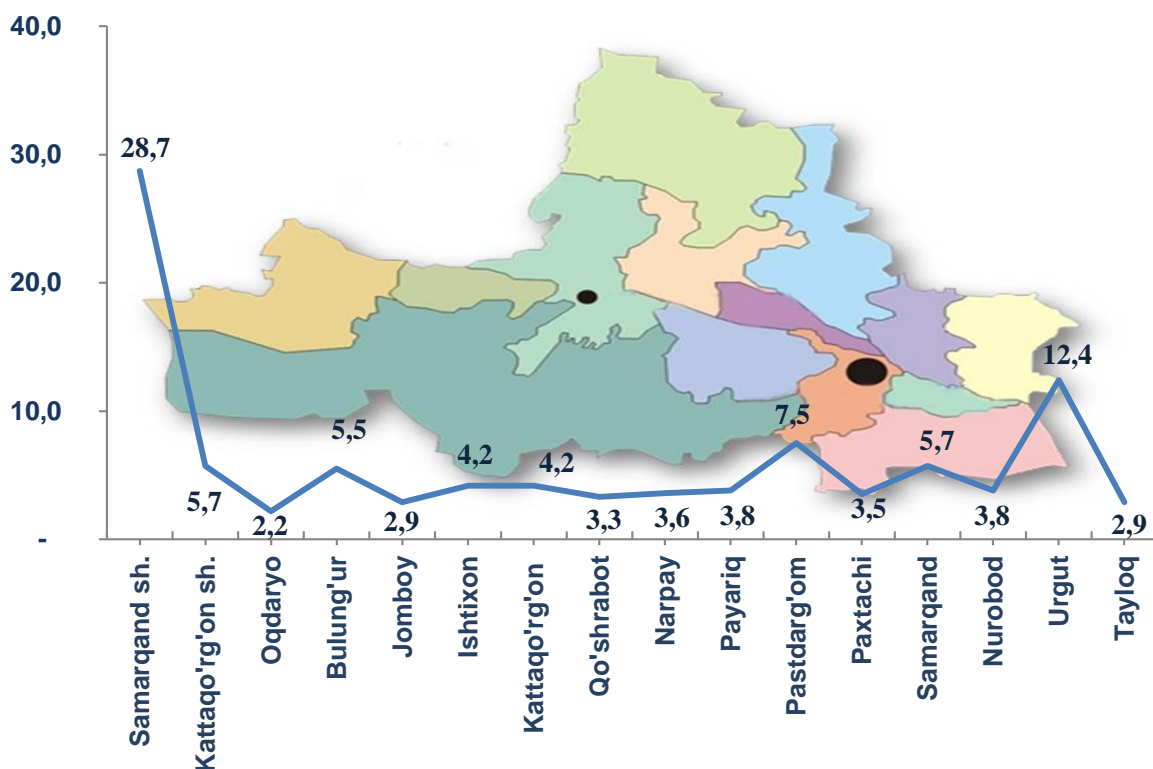 40,0
30,0
20,0
10,0
-
28,7
5,7
2,2
5,5
2,9
4,2
4,2
3,3
3,6
3,8
7,5
3,5
5,7
3,8
12,4
2,9
Samarqand sh.
Kattaqo'rg'on sh.
Oqdaryo
Bulung'ur
Jomboy
Ishtixon
Kattaqo'rg'on
Qo'shrabot
Narpay
Payariq
Pastdarg'om
Paxtachi
Samarqand
Nurobod
Urgut
Tayloq